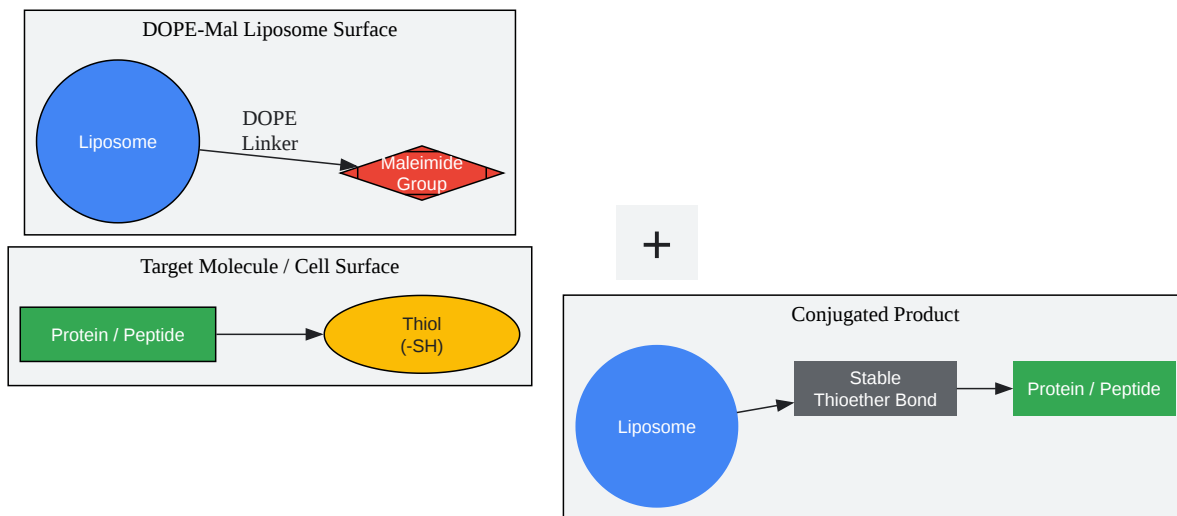 DOPE-Mal Liposome Surface
Liposome
DOPE
Linker
Maleimide
Group
Target Molecule / Cell Surface
Protein / Peptide
Thiol
(-SH)
+
Conjugated Product
Liposome
Stable
Thioether Bond
Protein / Peptide